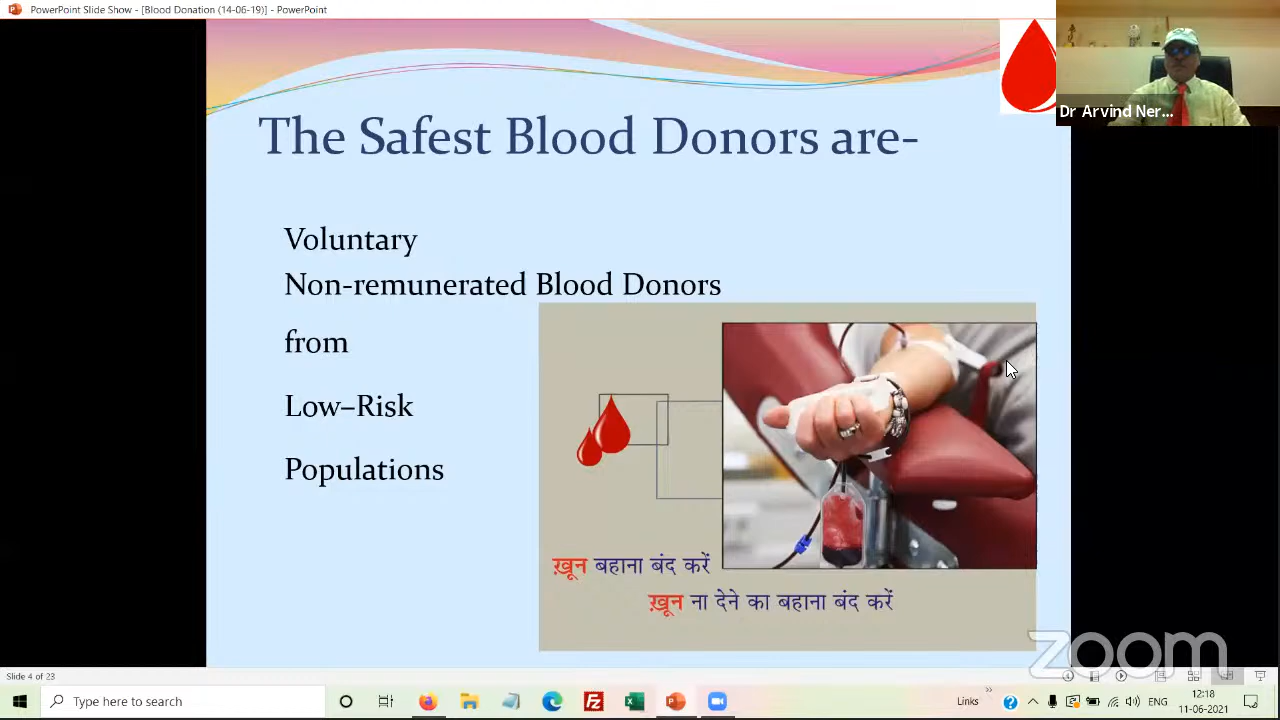 PowerPoint Slide Show - [Blood Donation (14-06-19)] - PowerPoint
Dr Arvind Ner...
The Safest Blood Donors are-
Voluntary
Non-remunerated Blood Donors
from
Low–Risk
Populations
ख़ून बहाना बंद करें
ख़ून ना देने का बहाना बंद करें
zoom
Slide 4 of 23
Type here to search
Links
ENG
12:18
11-06-2021